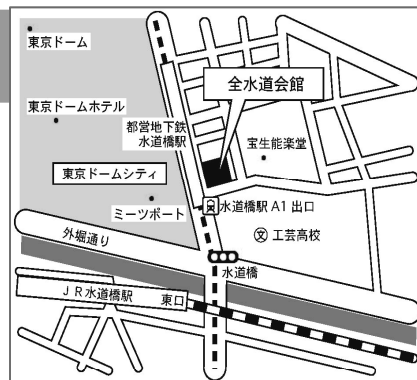 東京ドーム
全水道会館
東京ドームホテル
都営地下鉄
水道橋駅
宝生能楽堂
東京ドームシティ
ミーツポート
水道橋駅 A1 出口
外堀通り
文 工芸高校
水道橋
JR水道橋駅 東口